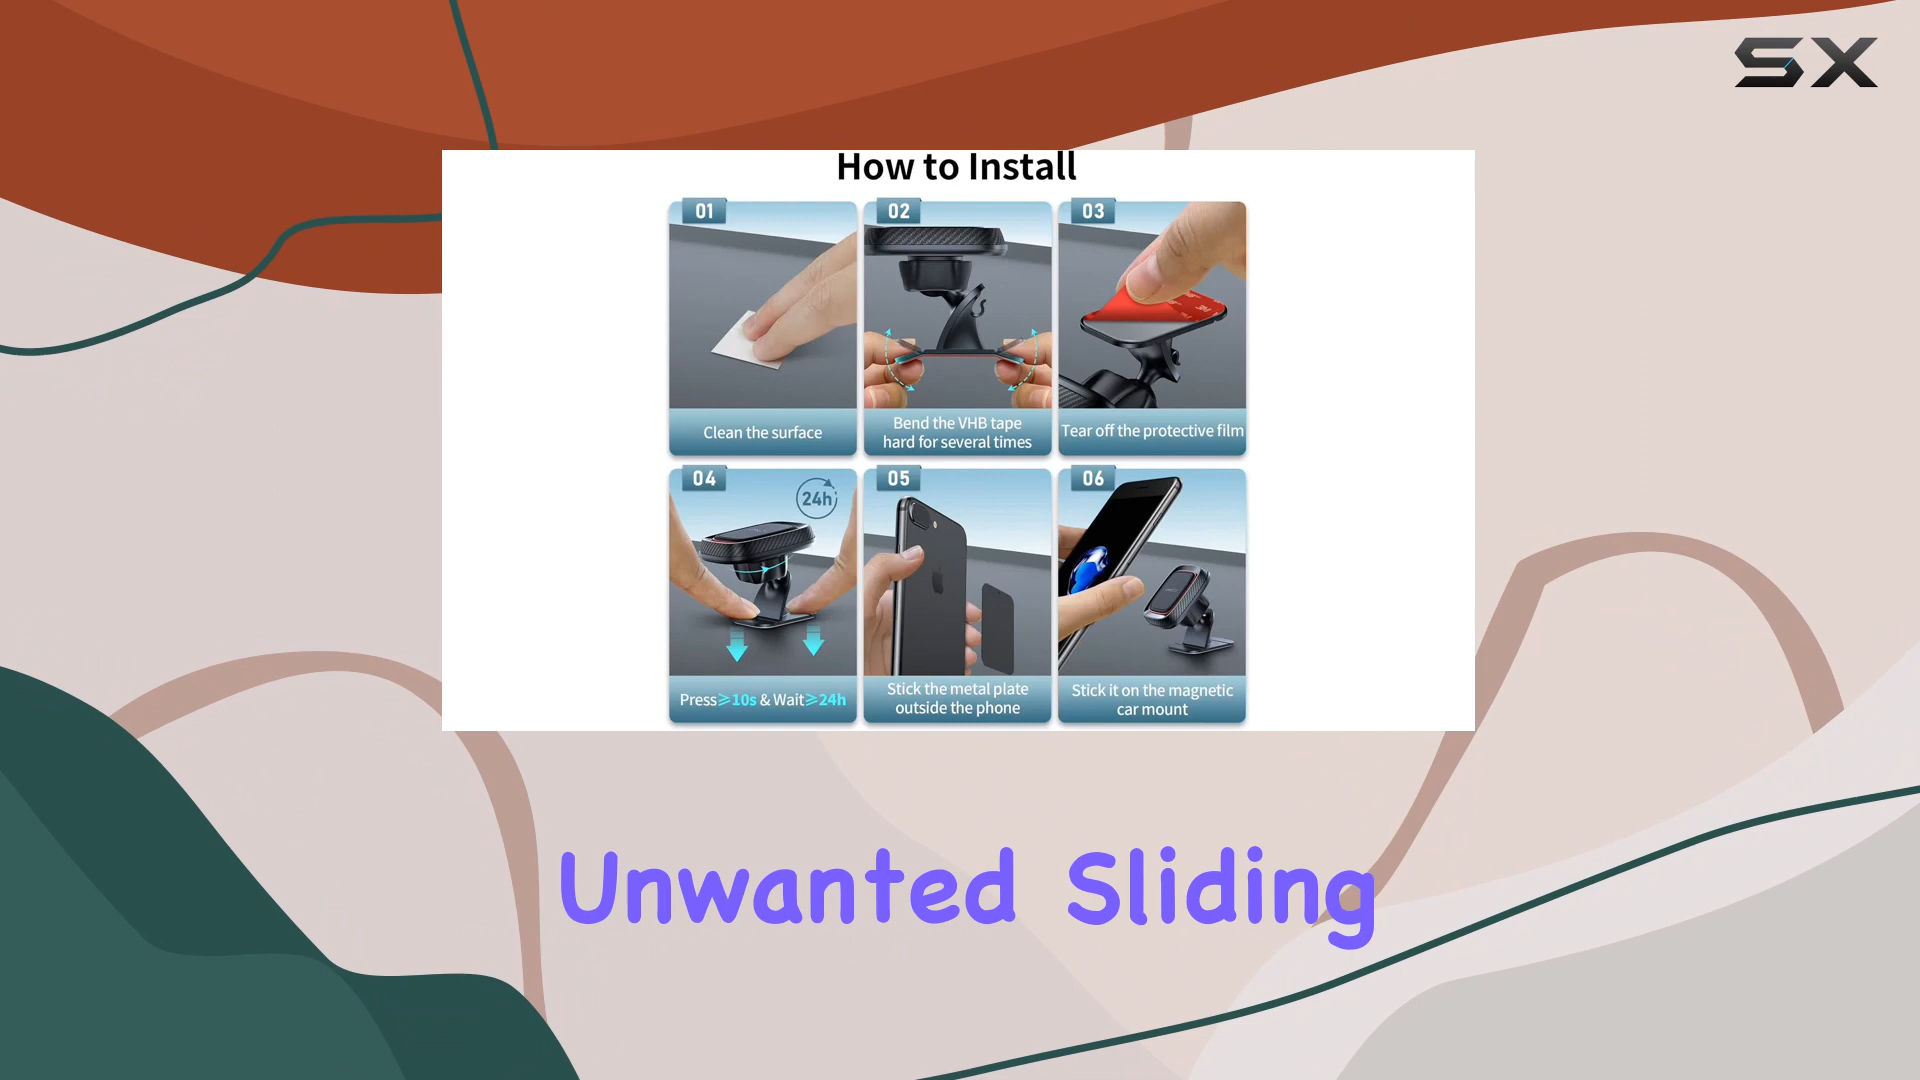 SX
How to Install
01
02
03
Clean the surface
Bend the VHB tape
hard for several times
Tear off the protective film
04
24h
05
06
Press≥10s & Wait≥24h
Stick the metal plate
outside the phone
Stick it on the magnetic
car mount
Unwanted Sliding